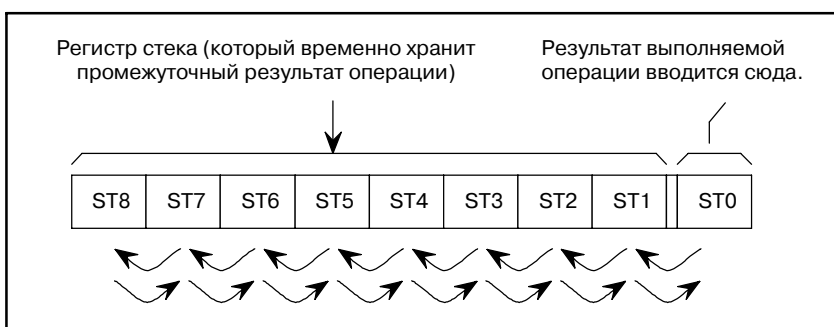 Регистр стека (который временно хранит
промежуточный результат операции)
Результат выполняемой
операции вводится сюда.
ST8 ST7 ST6 ST5 ST4 ST3 ST2 ST1 ST0